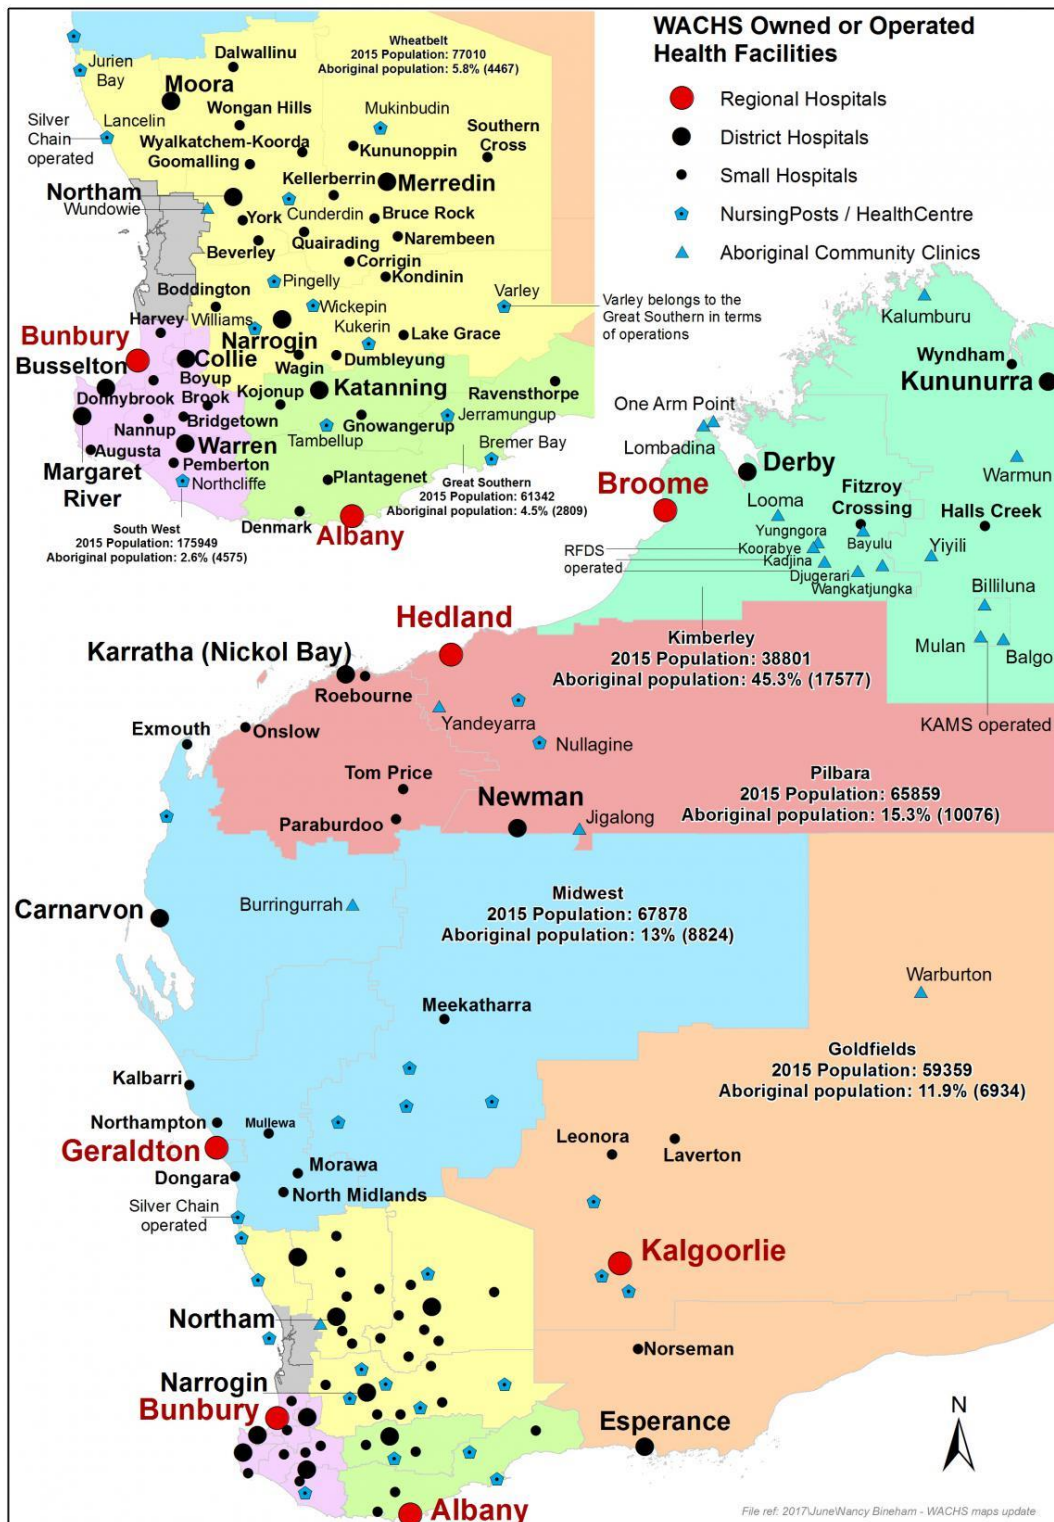 WACHS Owned or Operated
Health Facilities
Regional Hospitals
District Hospitals
Small Hospitals
NursingPosts / HealthCentre
Aboriginal Community Clinics
Wheatbelt
2015 Population: 77010
Aboriginal population: 5.8% (4467)
Jurien
Bay
Dalwallinu
Moora
Silver
Chain
operated
Lancelin
Wongan Hills
Mukinbudin
Southern
Cross
Wyalkatchem-Koorda
Kununoppin
Goomalling
Northam
Kellerberrin
Merredin
Wundowie
York
Cunderdin
Bruce Rock
Beverley
Quairading
Narembeen
Corrigin
Pingelly
Kondinin
Boddington
Wickepin
Varley
Varley belongs to the
Great Southern in terms
of operations
Harvey
Williams
Kukerin
Bunbury
Narrogin
Lake Grace
Busselton
Collie
Wagin
Dumbleyung
Boyup
Brook
Kojonup
Katanning
Ravensthorpe
Donnybrook
Bridgetown
Gnowangerup
Jerramungup
Nannup
Tambellup
Bremer Bay
Augusta
Warren
Margaret
River
Pemberton
Northcliffe
Plantagenet
Great Southern
2015 Population: 61342
Aboriginal population: 4.5% (2809)
Denmark
Albany
South West
2015 Population: 175949
Aboriginal population: 2.6% (4575)
Kalumburu
Wyndham
Kununurra
One Arm Point
Lombadina
Derby
Warmun
Broome
Looma
Fitzroy
Crossing
Halls Creek
Yungngora
RFDS
operated
Koorabye
Bayulu
Yiyili
Kadjina
Djugerari
Wangkatjungka
Billiluna
Mulan
Balgo
KAMS operated
Kimberley
2015 Population: 38801
Aboriginal population: 45.3% (17577)
Hedland
Karratha (Nickol Bay)
Roebourne
Yandeyarra
Exmouth
Onslow
Nullagine
Tom Price
Pilbara
2015 Population: 65859
Aboriginal population: 15.3% (10076)
Newman
Paraburdoo
Jigalong
Midwest
2015 Population: 67878
Aboriginal population: 13% (8824)
Burringurrah
Carnarvon
Warburton
Meekatharra
Goldfields
2015 Population: 59359
Aboriginal population: 11.9% (6934)
Kalbarri
Northampton
Mullewa
Geraldton
Leonora
Laverton
Dongara
Morawa
North Midlands
Silver Chain
operated
Kalgoorlie
Northam
Norseman
Narrogin
Bunbury
Esperance
N
Albany
File ref: 2017\June\Nancy Bineham - WACHS maps update